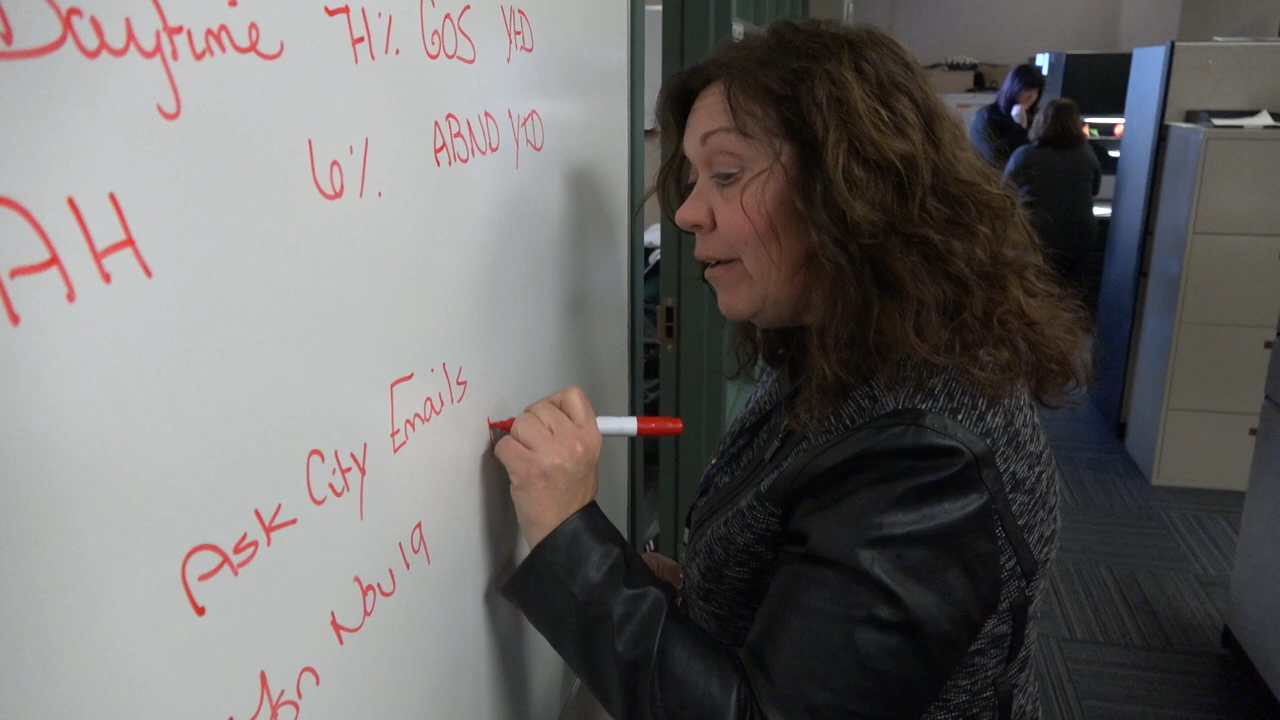 Daytime 71% GOS YTD
6% ABND YTD
AH
Ask City Emails
Nov 19